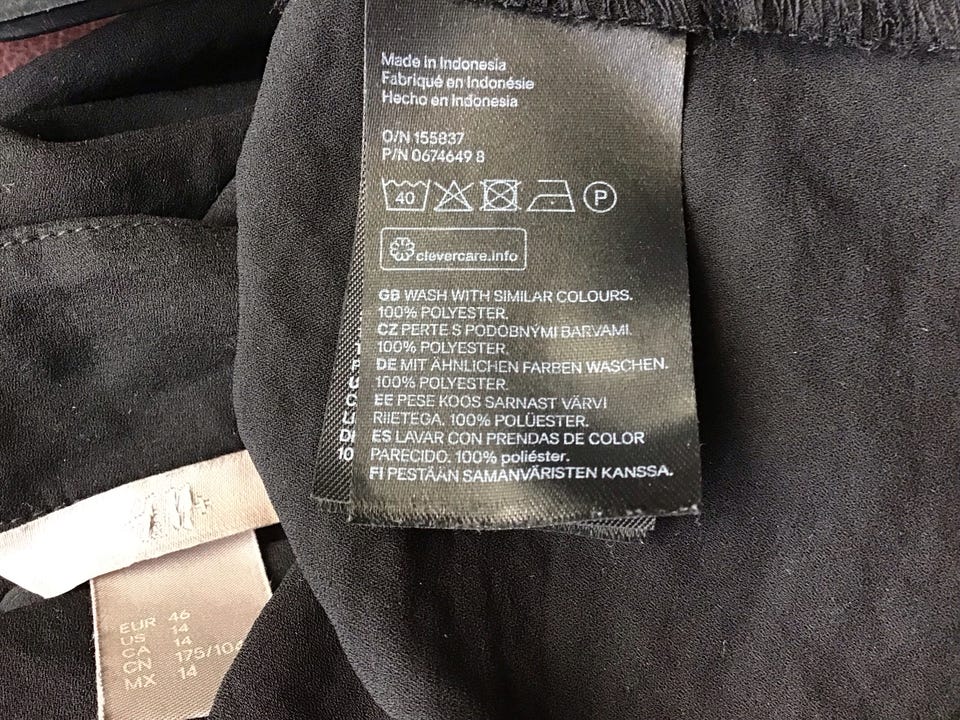 Made in Indonesia
Fabriqué en Indonésie
Hecho en Indonesia
O/N 155837
P/N 0674649 8
40
P
clevercare.info
GB WASH WITH SIMILAR COLOURS.
100% POLYESTER.
CZ PERTE S PODOBNÝMI BARVAMI.
100% POLYESTER.
DE MIT ÄHNLICHEN FARBEN WASCHEN.
100% POLYESTER.
EE PESE KOOS SARNAST VÄRVI
RIIETEGA. 100% POLÜESTER.
ES LAVAR CON PRENDAS DE COLOR
PARECIDO. 100% poliéster.
FI PESTÄÄN SAMANVÄRISTEN KANSSA.
EUR 46
US 14
CA 14
CN 175/104
MX 14